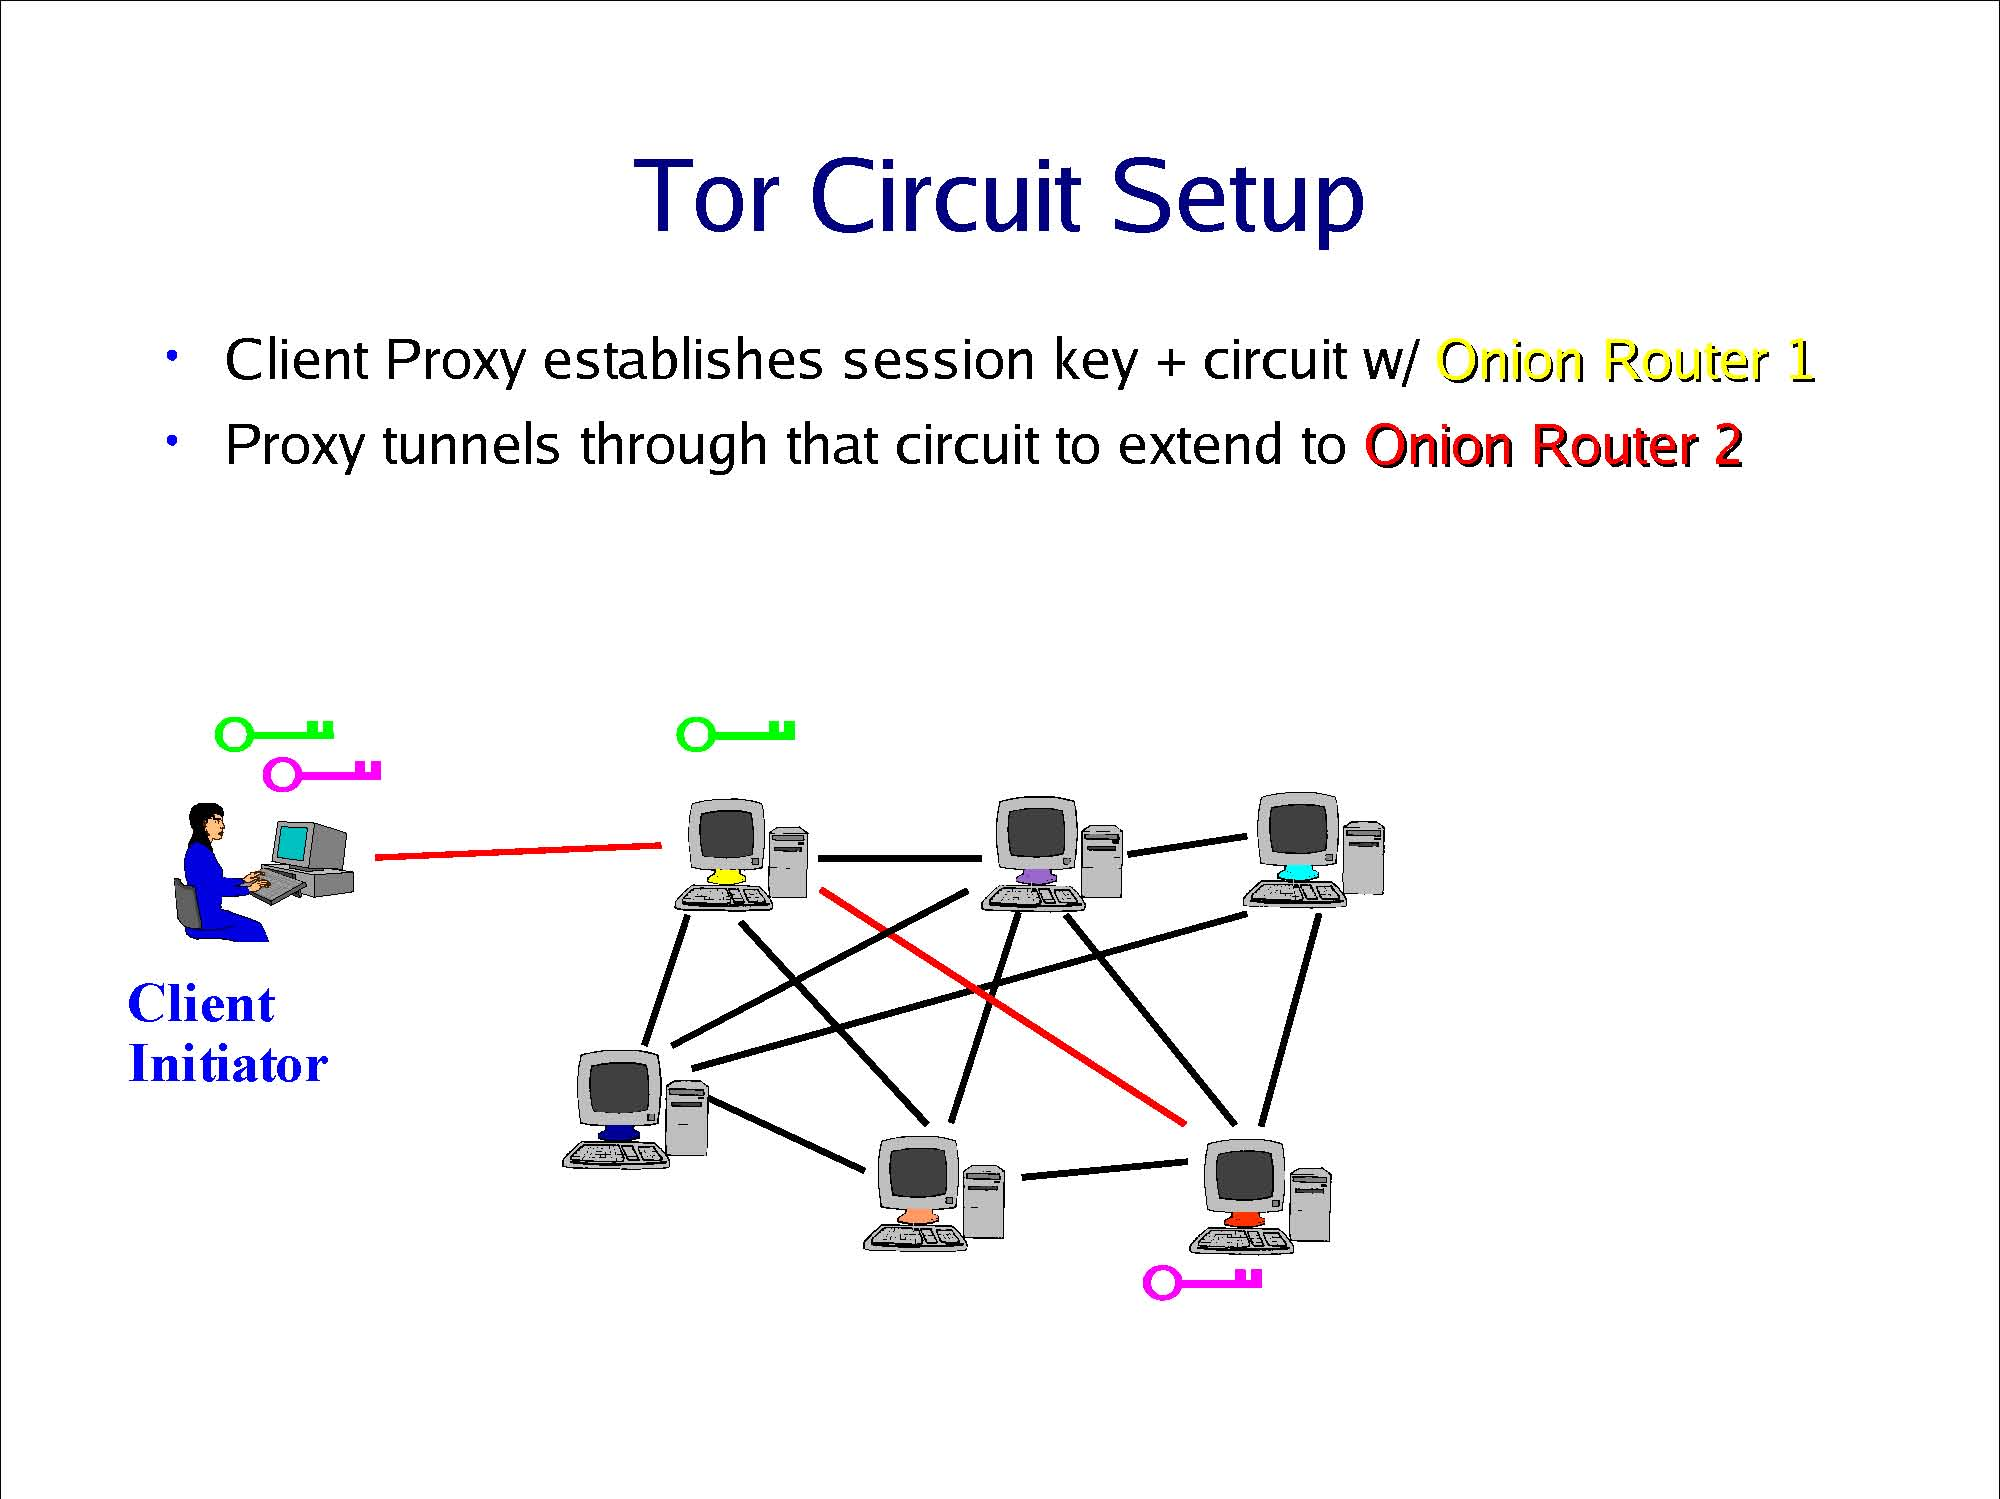 Tor Circuit Setup
• Client Proxy establishes session key + circuit w/ Onion Router 1
• Proxy tunnels through that circuit to extend to Onion Router 2
Client
Initiator